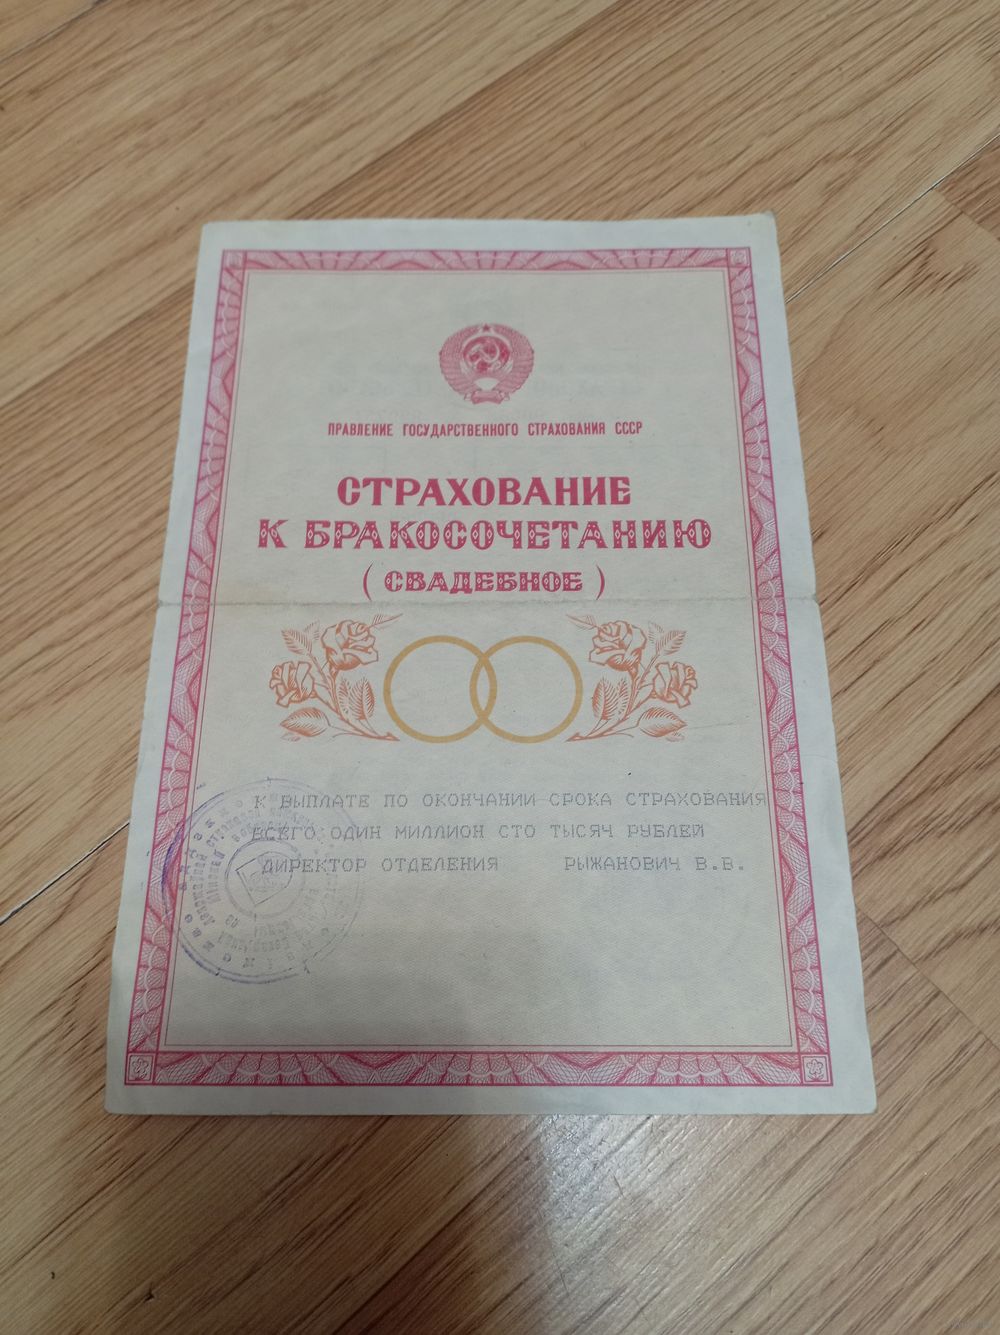 ПРАВЛЕНИЕ ГОСУДАРСТВЕННОГО СТРАХОВАНИЯ СССР
СТРАХОВАНИЕ
К БРАКОСОЧЕТАНИЮ
(СВАДЕБНОЕ)
К ВЫПЛАТЕ ПО ОКОНЧАНИИ СРОКА СТРАХОВАНИЯ
ВСЕГО ОДИН МИЛЛИОН СТО ТЫСЯЧ РУБЛЕЙ
ДИРЕКТОР ОТДЕЛЕНИЯ РЫЖАНОВИЧ В.В.